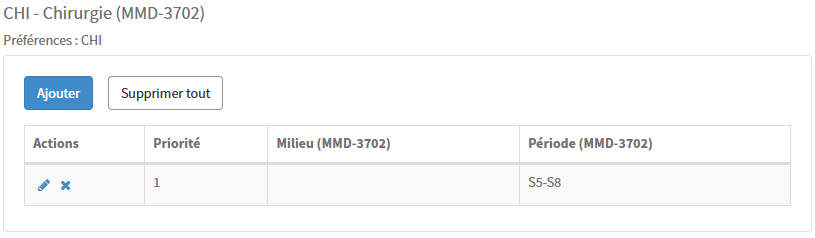 CHI - Chirurgie (MMD-3702)
Préférences : CHI
Ajouter Supprimer tout
Actions Priorité Milieu (MMD-3702) Période (MMD-3702)
1 S5-S8